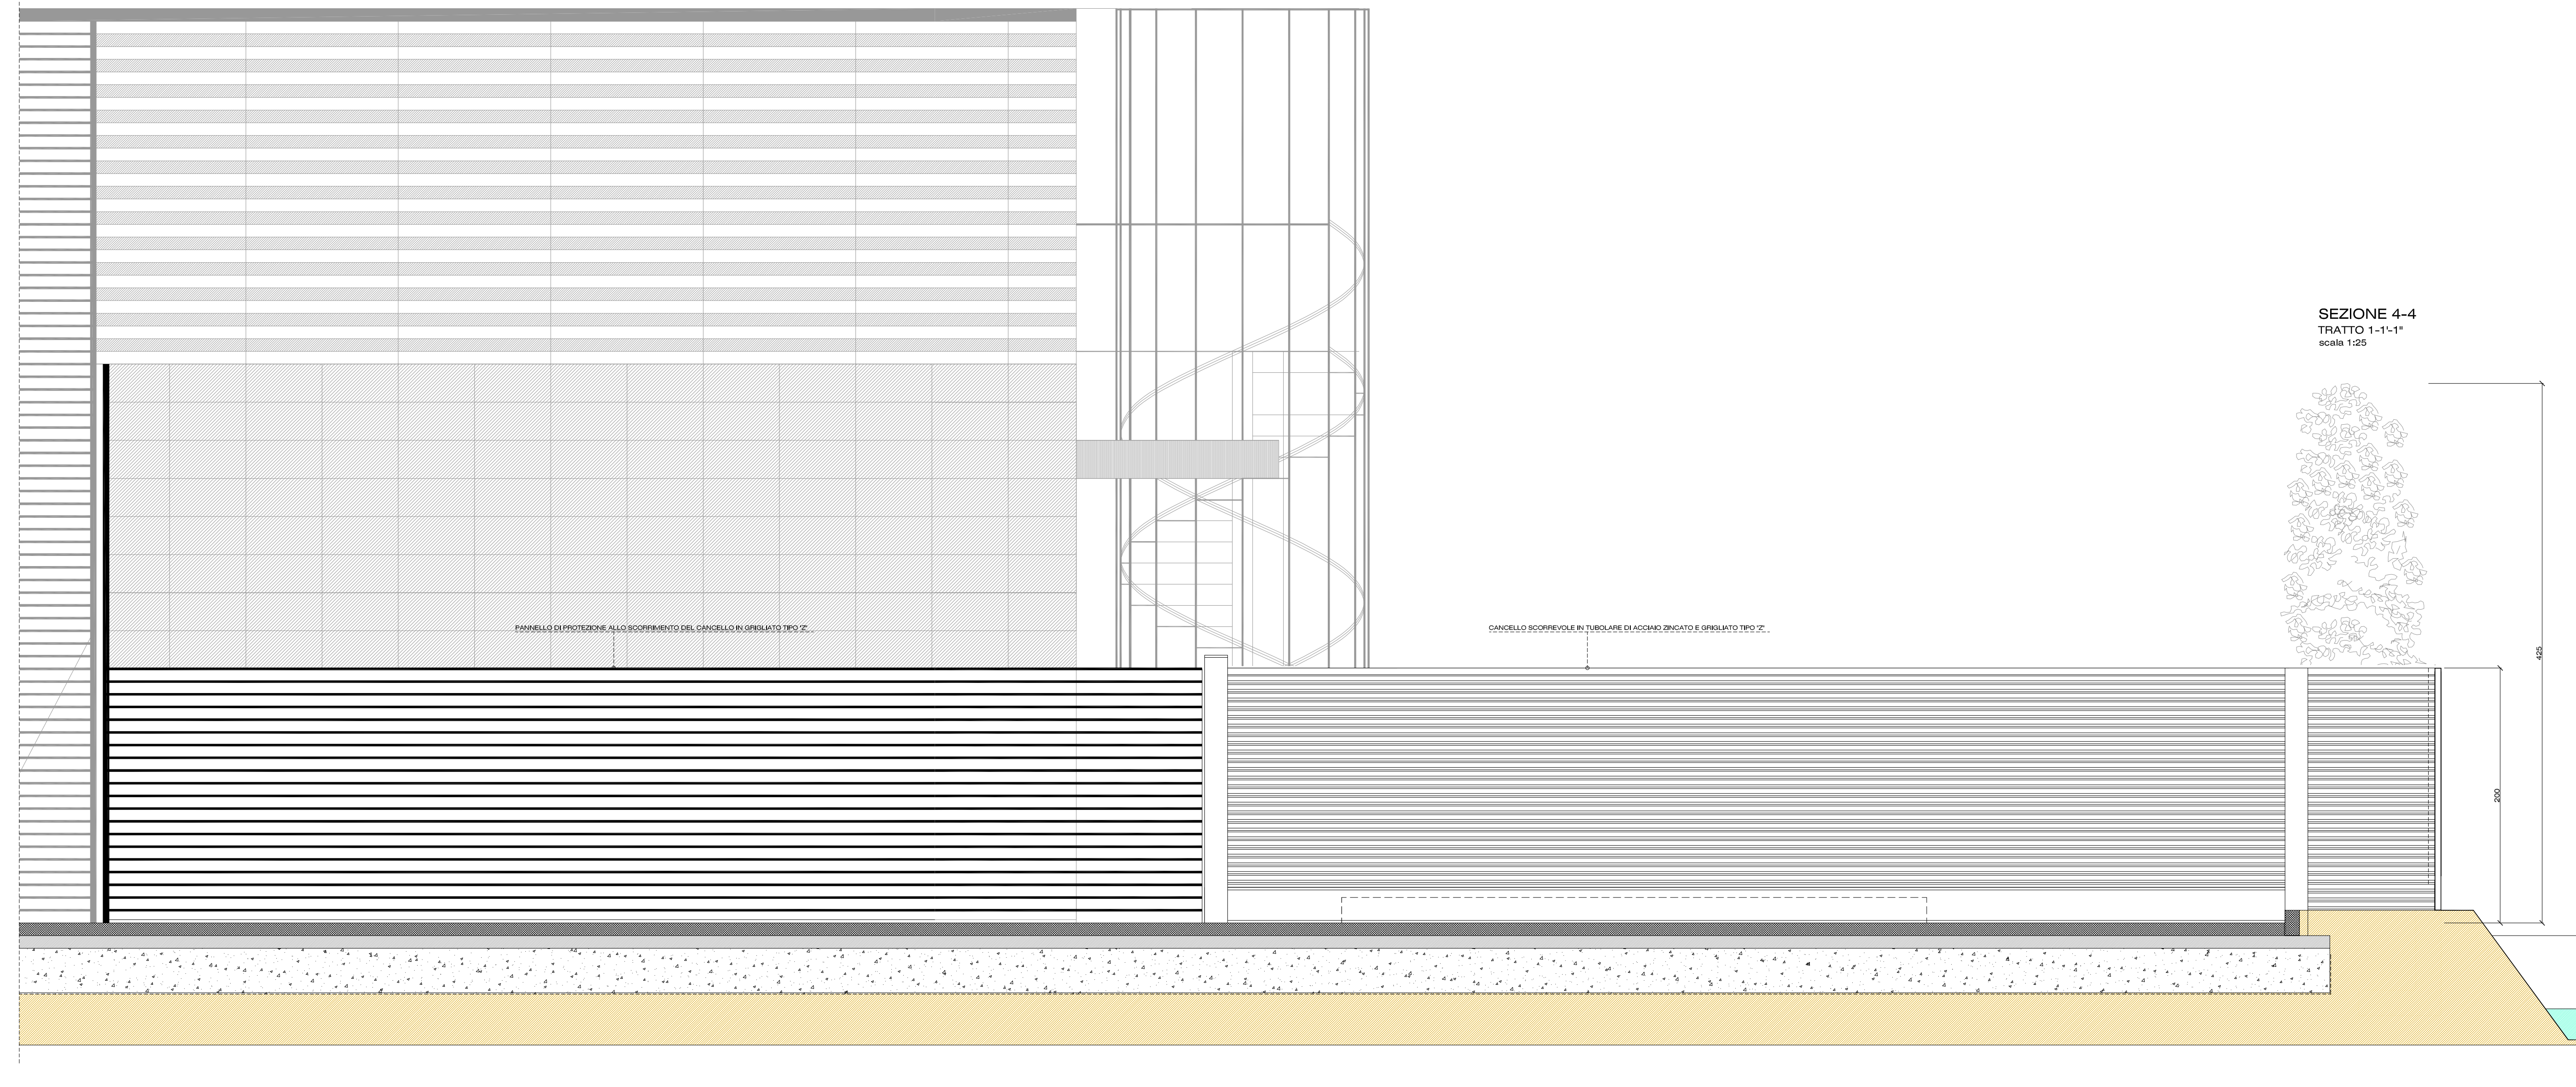 SEZIONE 4-4
TRATTO 1-1'-1"
scala 1:25
PANNELLO DI PROTEZIONE ALLO SCORRIMENTO DEL CANCELLO IN GRIGLIATO TIPO "Z"
CANCELLO SCORREVOLE IN TUBOLARE DI ACCIAIO ZINCATO E GRIGLIATO TIPO "Z"
425
200